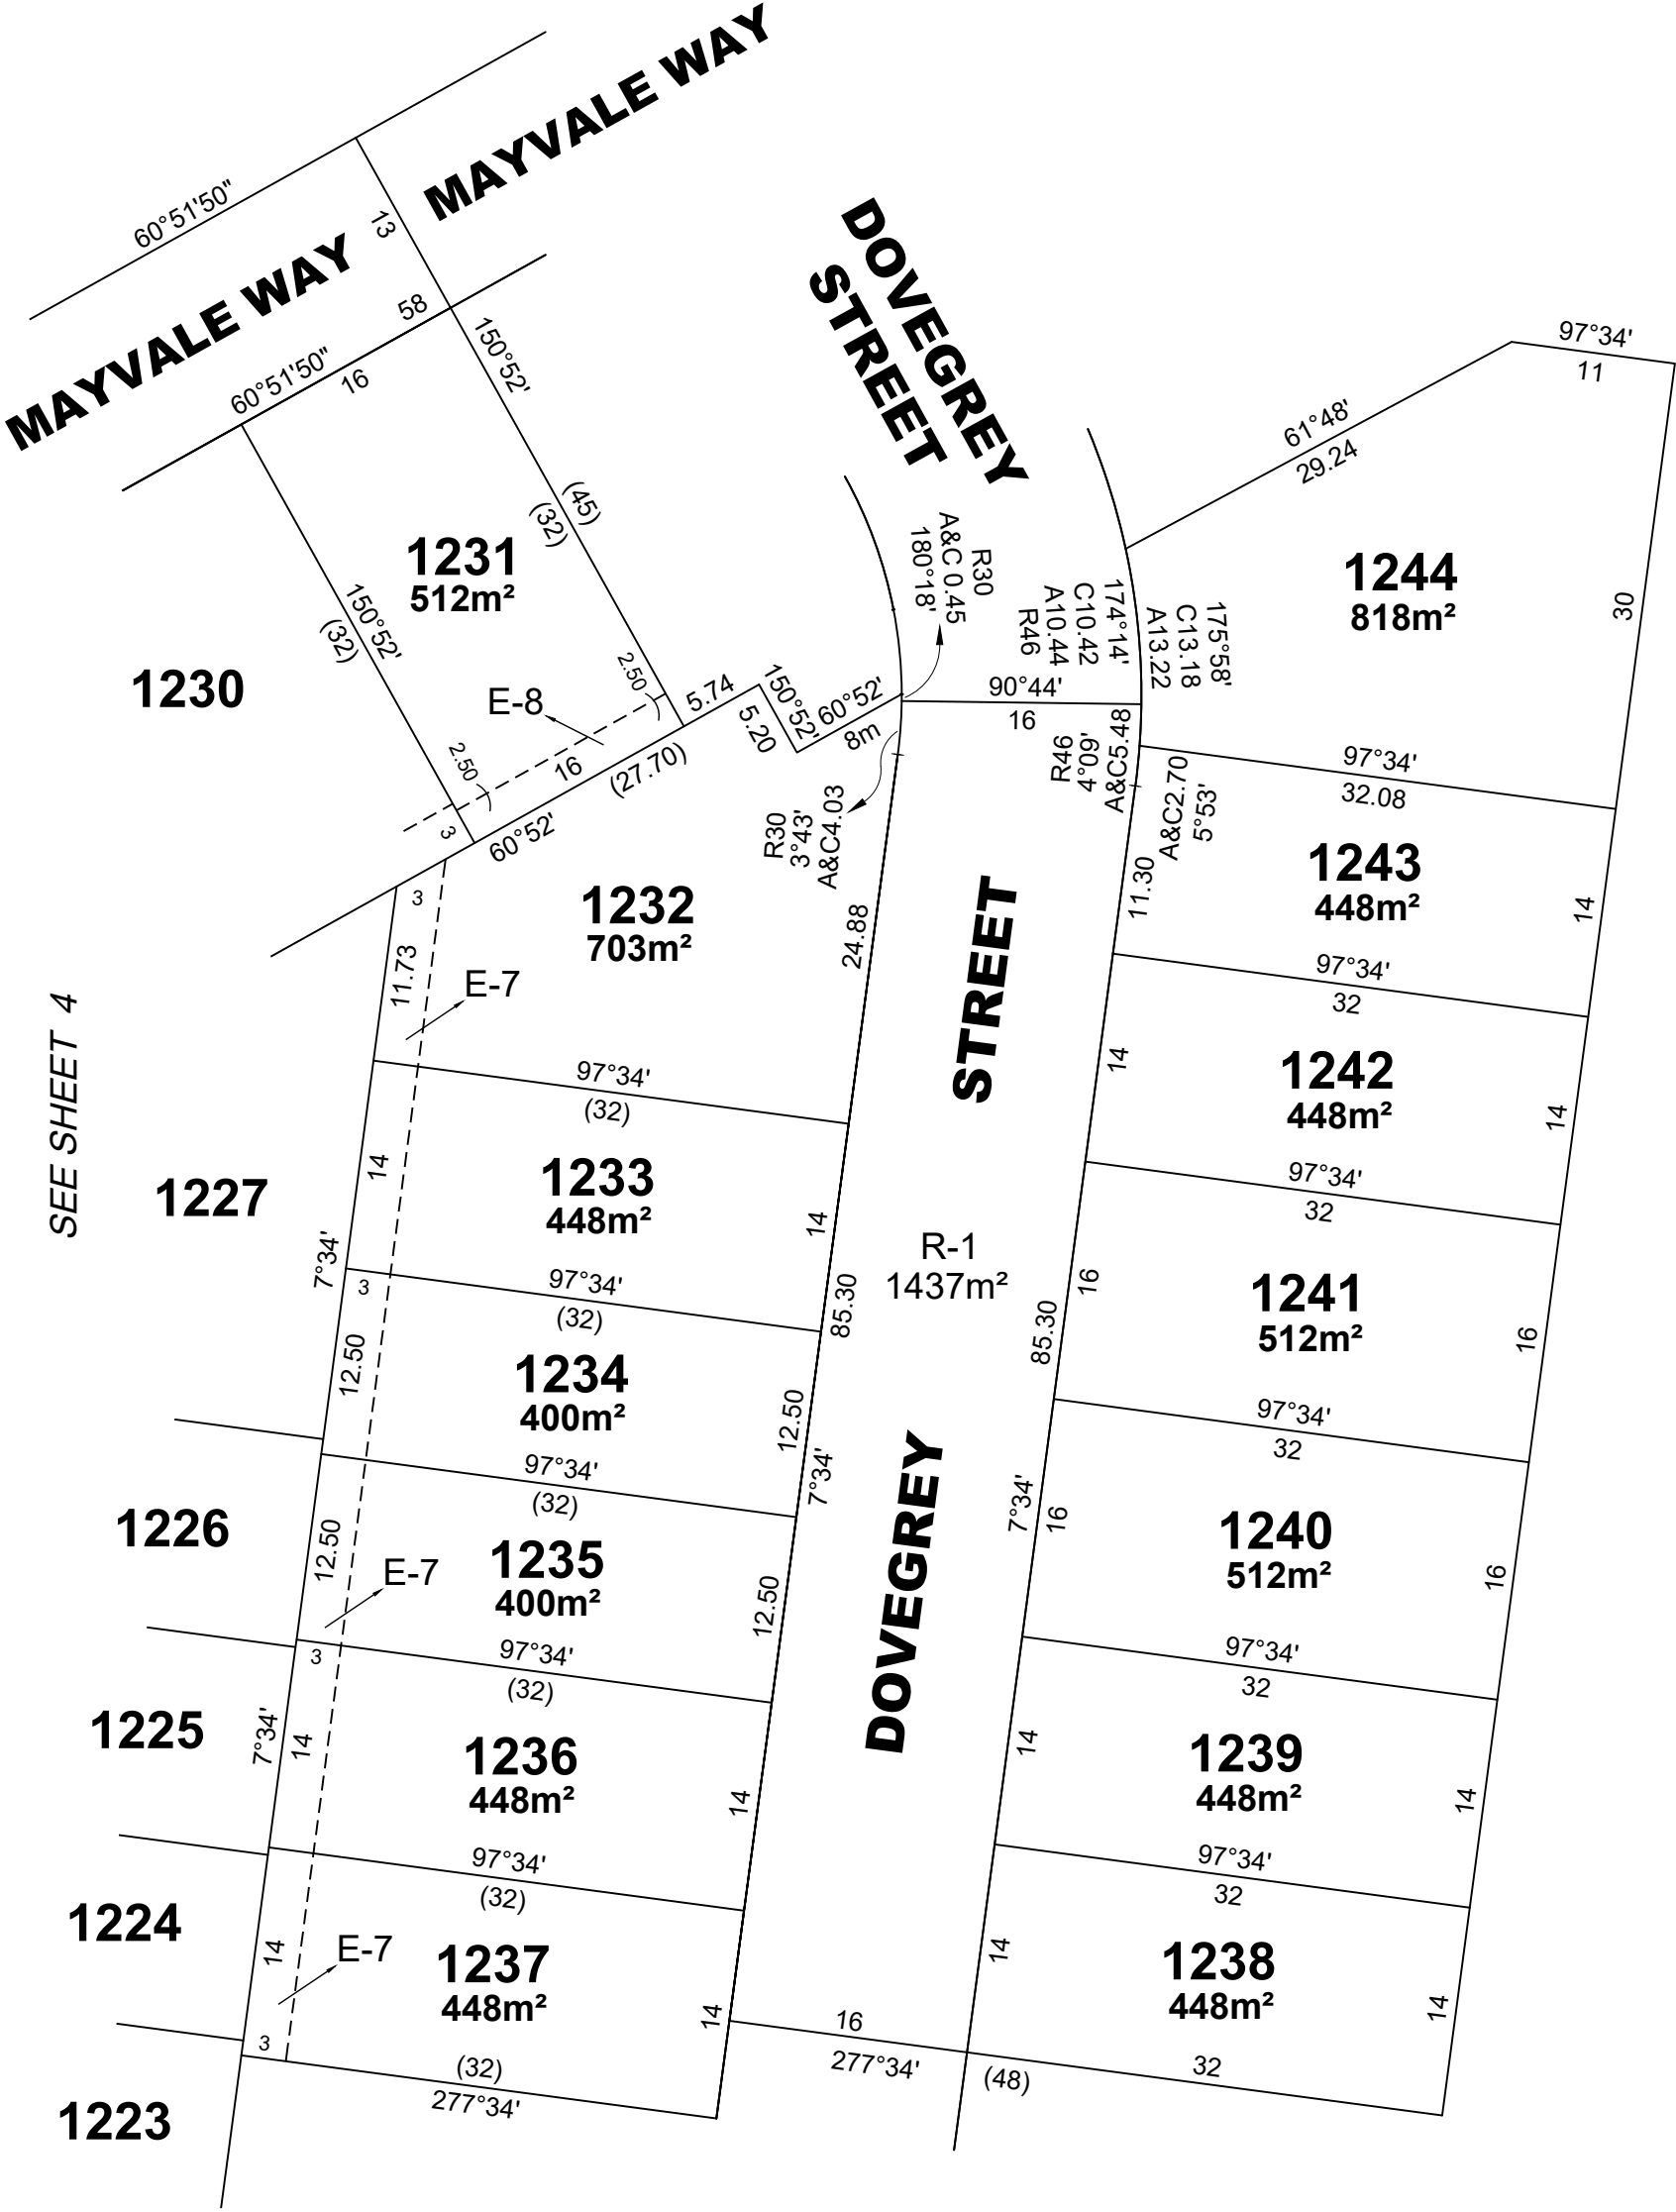 MAYVALE WAY
60°51'50"
13
MAYVALE WAY
58
60°51'50"
16
150°52'
(45)
(32)
1231
512m²
150°52'
(32)
1230
E-8
2.50
2.50
16
3
60°52'
(27.70)
5.74
150°52'
5.20
60°52'
8m
DOVEGREY
STREET
R30
A&C 0.45
180°18'
174°14'
C10.42
A10.44
R46
175°58'
C13.18
A13.22
90°44'
16
R46
4°09'
A&C5.48
A&C2.70
5°53'
R30
3°43'
A&C4.03
97°34'
11
61°48'
29.24
1244
818m²
30
97°34'
32.08
1243
448m²
11.30
14
97°34'
32
1242
448m²
14
14
97°34'
32
1241
512m²
16
16
97°34'
32
1240
512m²
16
16
97°34'
32
1239
448m²
14
14
97°34'
32
1238
448m²
14
14
32
(48)
16
277°34'
STREET
R-1
1437m²
85.30
85.30
7°34'
7°34'
DOVEGREY
1232
703m²
24.88
3
11.73
E-7
97°34'
(32)
1233
448m²
14
14
SEE SHEET 4
1227
7°34'
97°34'
3
(32)
1234
400m²
12.50
12.50
97°34'
(32)
1226
1235
400m²
12.50
12.50
E-7
97°34'
3
(32)
1225
7°34'
1236
448m²
14
14
97°34'
(32)
1224
1237
448m²
14
14
E-7
3
(32)
277°34'
1223